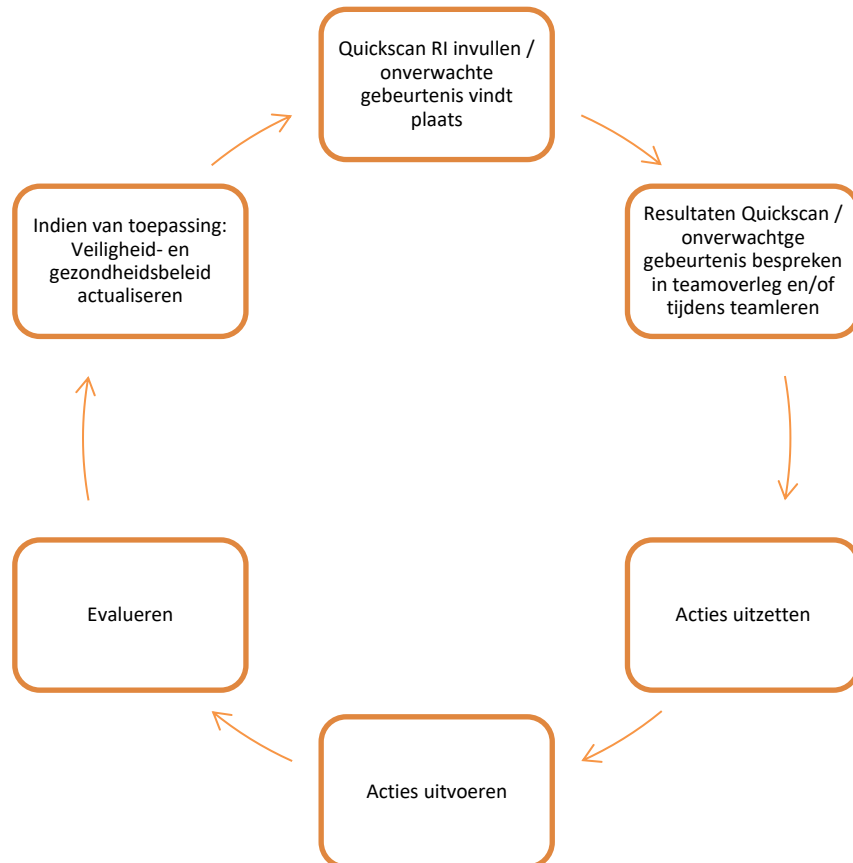 Quickscan RI invullen /
onverwachte
gebeurtenis vindt
plaats
Resultaten Quickscan /
onverwachtge
gebeurtenis bespreken
in teamoverleg en/of
tijdens teamleren
Acties uitzetten
Acties uitvoeren
Evalueren
Indien van toepassing:
Veiligheid- en
gezondheidsbeleid
actualiseren